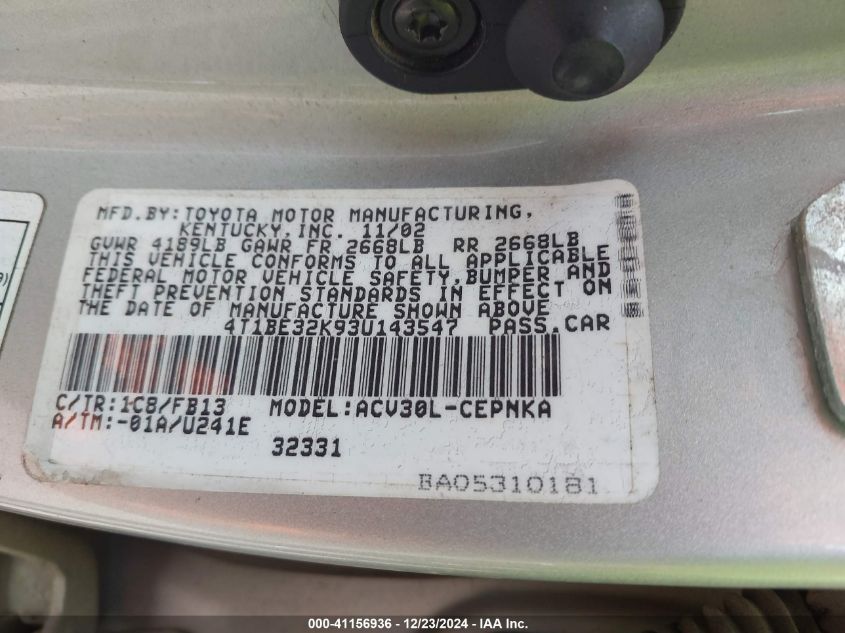 MFD.BY:TOYOTA MOTOR MANUFACTURING,
KENTUCKY,INC. 11/02
GVWR 4189LB GAWR FR 2668LB RR 2668LB
THIS VEHICLE CONFORMS TO ALL APPLICABLE
FEDERAL MOTOR VEHICLE SAFETY,BUMPER AND
THEFT PREVENTION STANDARDS IN EFFECT ON
THE DATE OF MANUFACTURE SHOWN ABOVE
4T1BE32K93U143547 PASS.CAR
C/TR:1C8/FB13 MODEL:ACV30L-CEPNKA
A/TM:-01A/U241E
32331
BA05310181
000-41156936 - 12/23/2024 - IAA Inc.